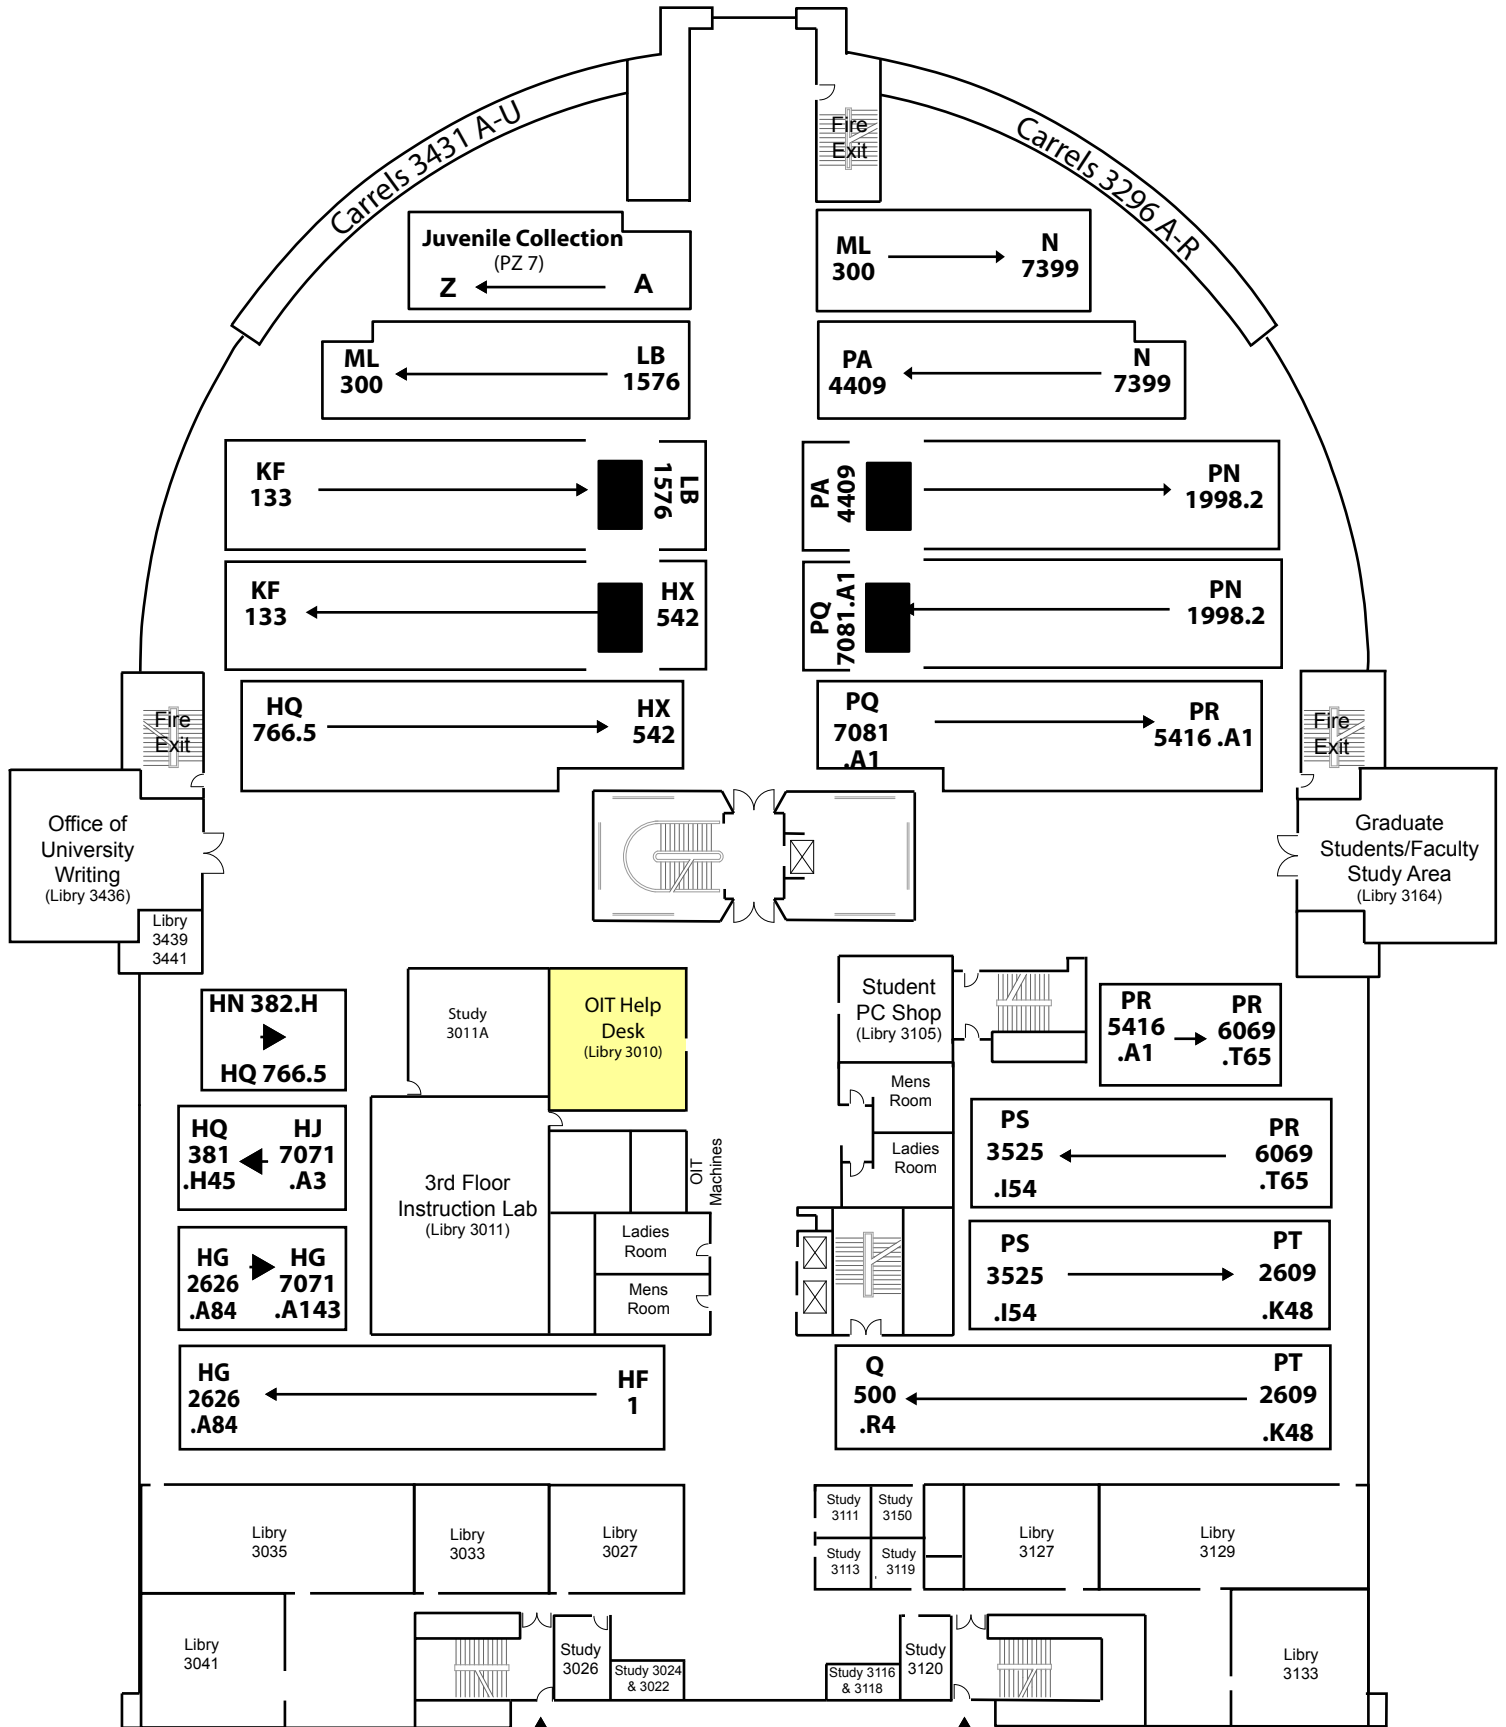 Carrels 3431 A-U
Carrels 3296 A-R
Fire
Exit
Juvenile Collection
(PZ 7)
Z
A
ML
300
N
7399
ML
300
LB
1576
PA
4409
N
7399
KF
133
LB
1576
PA
4409
PN
1998.2
KF
133
HX
542
PQ
7081.A1
PN
1998.2
HQ
766.5
HX
542
PQ
7081
.A1
PR
5416 .A1
Fire
Exit
Fire
Exit
Office of
University
Writing
(Libry 3436)
Libry
3439
3441
Graduate
Students/Faculty
Study Area
(Libry 3164)
HN 382.H
HQ 766.5
Study
3011A
OIT Help
Desk
(Libry 3010)
Student
PC Shop
(Libry 3105)
PR
5416
.A1
PR
6069
.T65
Mens
Room
Ladies
Room
HQ
381
.H45
HJ
7071
.A3
3rd Floor
Instruction Lab
(Libry 3011)
OIT
Machines
PS
3525
.I54
PR
6069
.T65
Ladies
Room
Mens
Room
HG
2626
.A84
HG
7071
.A143
PS
3525
.I54
PT
2609
.K48
HG
2626
.A84
HF
1
Q
500
.R4
PT
2609
.K48
Libry
3035
Libry
3033
Libry
3027
Study
3111
Study
3150
Study
3113
Study
3119
Libry
3127
Libry
3129
Libry
3041
Study
3026
Study 3024
& 3022
Study 3116
& 3118
Study
3120
Libry
3133